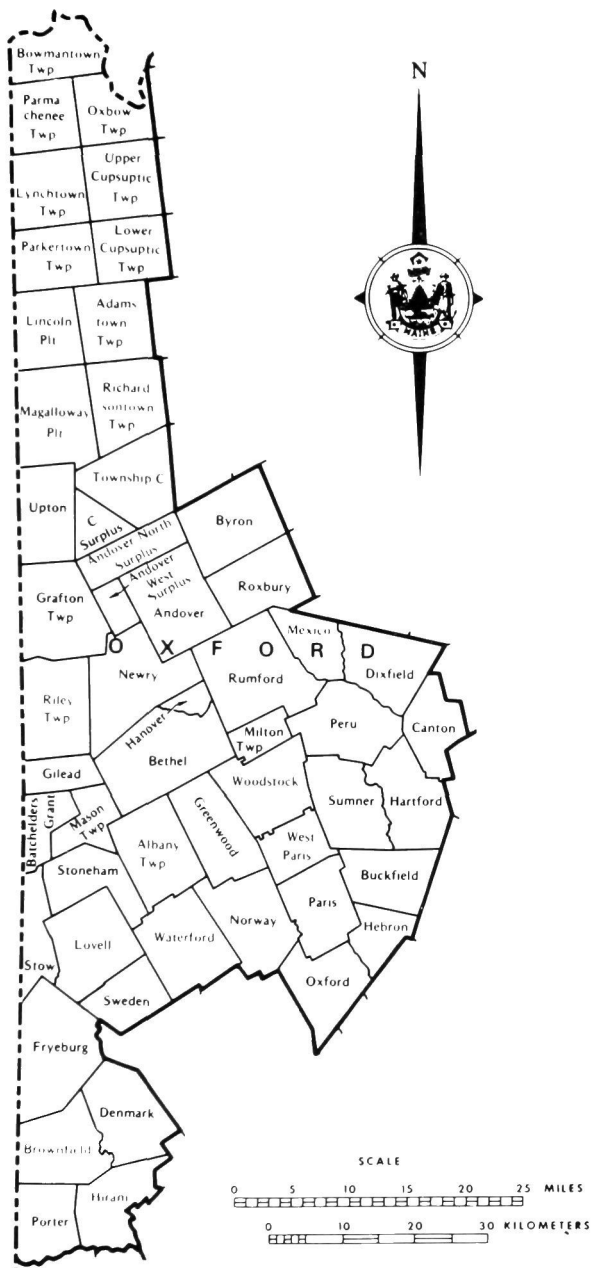 Bowmantown
Twp
N
Parma
chenee
Twp
Oxbow
Twp
Upper
Cupsuptic
Twp
Lynchtown
Twp
Lower
Cupsuptic
Twp
Parkertown
Twp
MAINE
Adams
town
Twp
Lincoln
Plt
Richard
sontown
Twp
Magalloway
Plt
Township C
Upton
C
Surplus
Byron
Andover North
Surplus
Andover
West
Surplus
Roxbury
Grafton
Twp
Andover
OXFORD
Mexico
Dixfield
Newry
Rumford
Riley
Twp
Hanover
Milton
Twp
Peru
Canton
Bethel
Gilead
Woodstock
Batchelders
Grant
Mason
Twp
Sumner
Hartford
Greenwood
Albany
Twp
West
Paris
Stoneham
Buckfield
Paris
Norway
Hebron
Waterford
Lovell
Stow
Oxford
Sweden
Fryeburg
Denmark
Brownfield
Hiram
Porter
SCALE
0 5 10 15 20 25 MILES
0 10 20 30 KILOMETERS